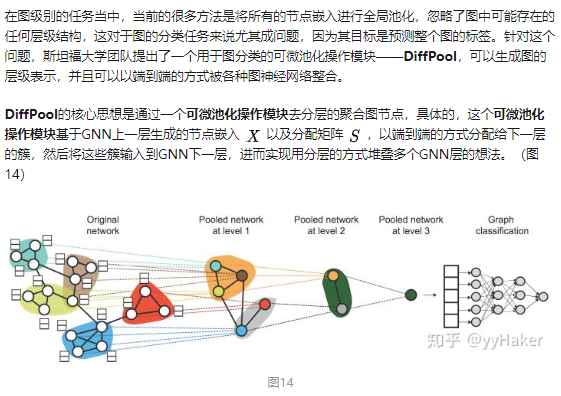 在图级别的任务当中，当前的很多方法是将所有的节点嵌入进行全局池化，忽略了图中可能存在的
任何层级结构，这对于图的分类任务来说尤其成问题，因为其目标是预测整个图的标签。针对这个
问题，斯坦福大学团队提出了一个用于图分类的可微池化操作模块——DiffPool，可以生成图的
层级表示，并且可以以端到端的方式被各种图神经网络整合。
DiffPool的核心思想是通过一个可微池化操作模块去分层的聚合图节点，具体的，这个可微池化
操作模块基于GNN上一层生成的节点嵌入 X 以及分配矩阵 S ，以端到端的方式分配给下一层
的簇，然后将这些簇输入到GNN下一层，进而实现用分层的方式堆叠多个GNN层的想法。（图
14）
Original network
Pooled network at level 1
Pooled network at level 2
Pooled network at level 3
Graph classification
知乎 @yyHaker
图14